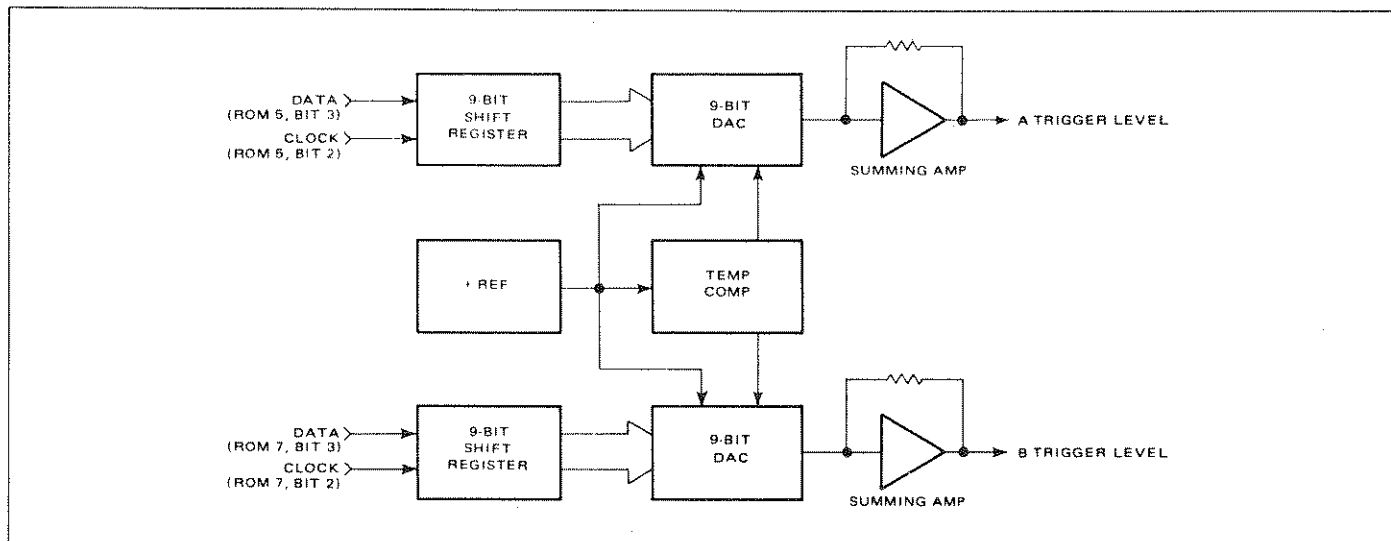 DATA
(ROM 5, BIT 3)
CLOCK
(ROM 5, BIT 2)
9-BIT
SHIFT
REGISTER
9-BIT
DAC
SUMMING AMP
A TRIGGER LEVEL
+ REF
TEMP
COMP
DATA
(ROM 7, BIT 3)
CLOCK
(ROM 7, BIT 2)
9-BIT
SHIFT
REGISTER
9-BIT
DAC
SUMMING AMP
B TRIGGER LEVEL